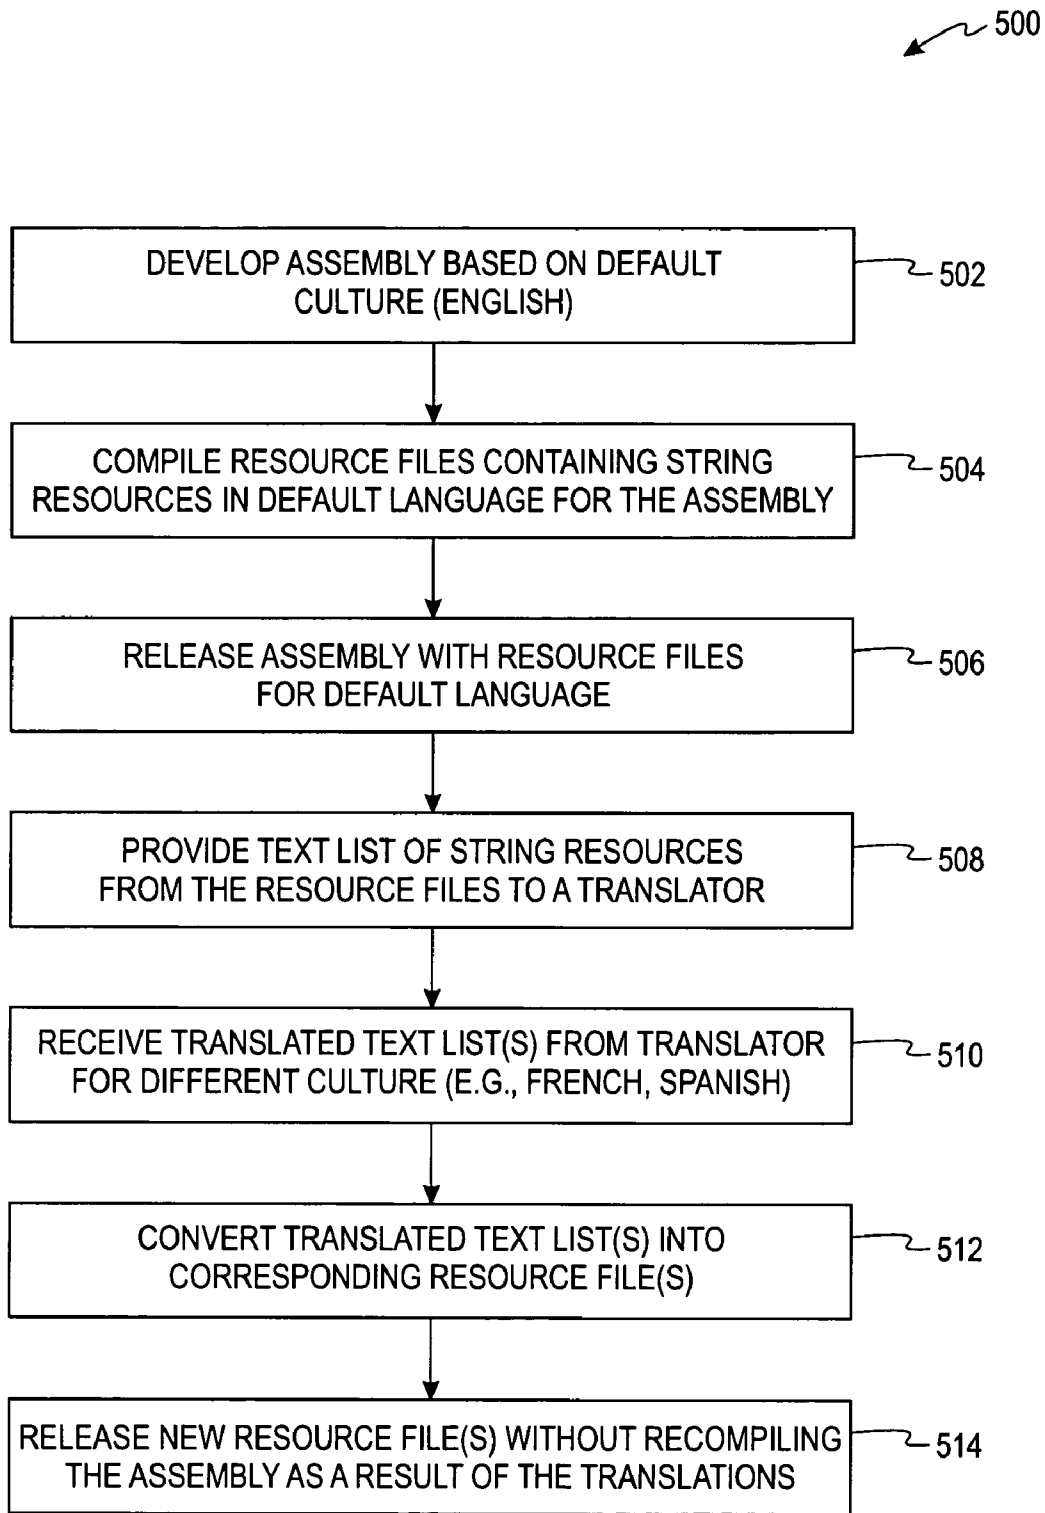 500
DEVELOP ASSEMBLY BASED ON DEFAULT
CULTURE (ENGLISH)
502
COMPILE RESOURCE FILES CONTAINING STRING
RESOURCES IN DEFAULT LANGUAGE FOR THE ASSEMBLY
504
RELEASE ASSEMBLY WITH RESOURCE FILES
FOR DEFAULT LANGUAGE
506
PROVIDE TEXT LIST OF STRING RESOURCES
FROM THE RESOURCE FILES TO A TRANSLATOR
508
RECEIVE TRANSLATED TEXT LIST(S) FROM TRANSLATOR
FOR DIFFERENT CULTURE (E.G., FRENCH, SPANISH)
510
CONVERT TRANSLATED TEXT LIST(S) INTO
CORRESPONDING RESOURCE FILE(S)
512
RELEASE NEW RESOURCE FILE(S) WITHOUT RECOMPILING
THE ASSEMBLY AS A RESULT OF THE TRANSLATIONS
514